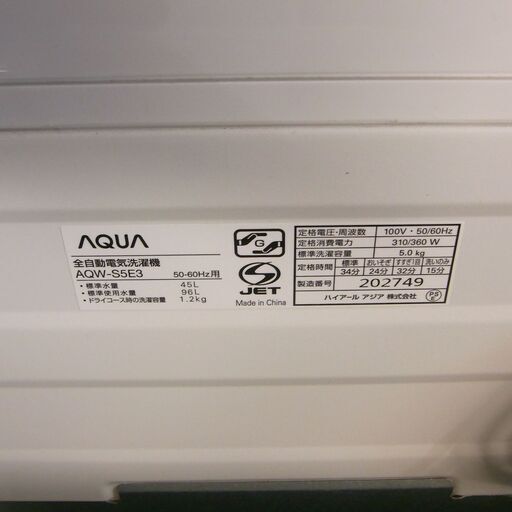 AQUA
全自動電気洗濯機
AQW-S5E3 50-60Hz用
・標準水量 45L
・標準使用水量 96L
・ドライコース時の洗濯容量 1.2kg
G
JET
Made in China
定格電圧・周波数 100V・50/60Hz
定格消費電力 310/360 W
標準洗濯容量 5.0 kg
定格時間 標準 おいそぎ すすぎ1回 洗いのみ
34分 24分 32分 15分
製造番号 202749
ハイアール アジア 株式会社
PS
E